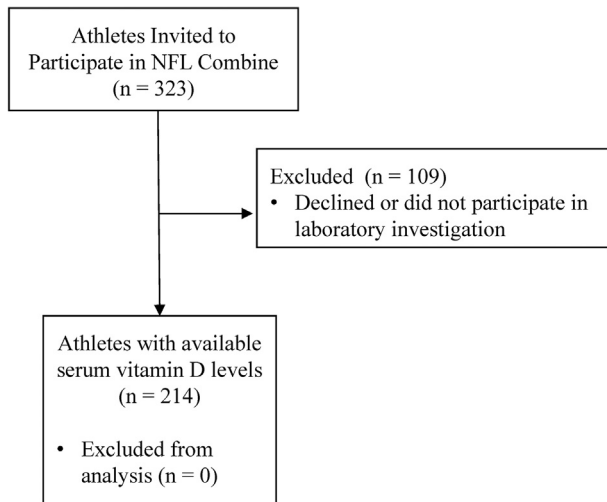 Athletes Invited to
Participate in NFL Combine
(n = 323)
Excluded (n = 109)
• Declined or did not participate in
laboratory investigation
Athletes with available
serum vitamin D levels
(n = 214)
• Excluded from
analysis (n = 0)